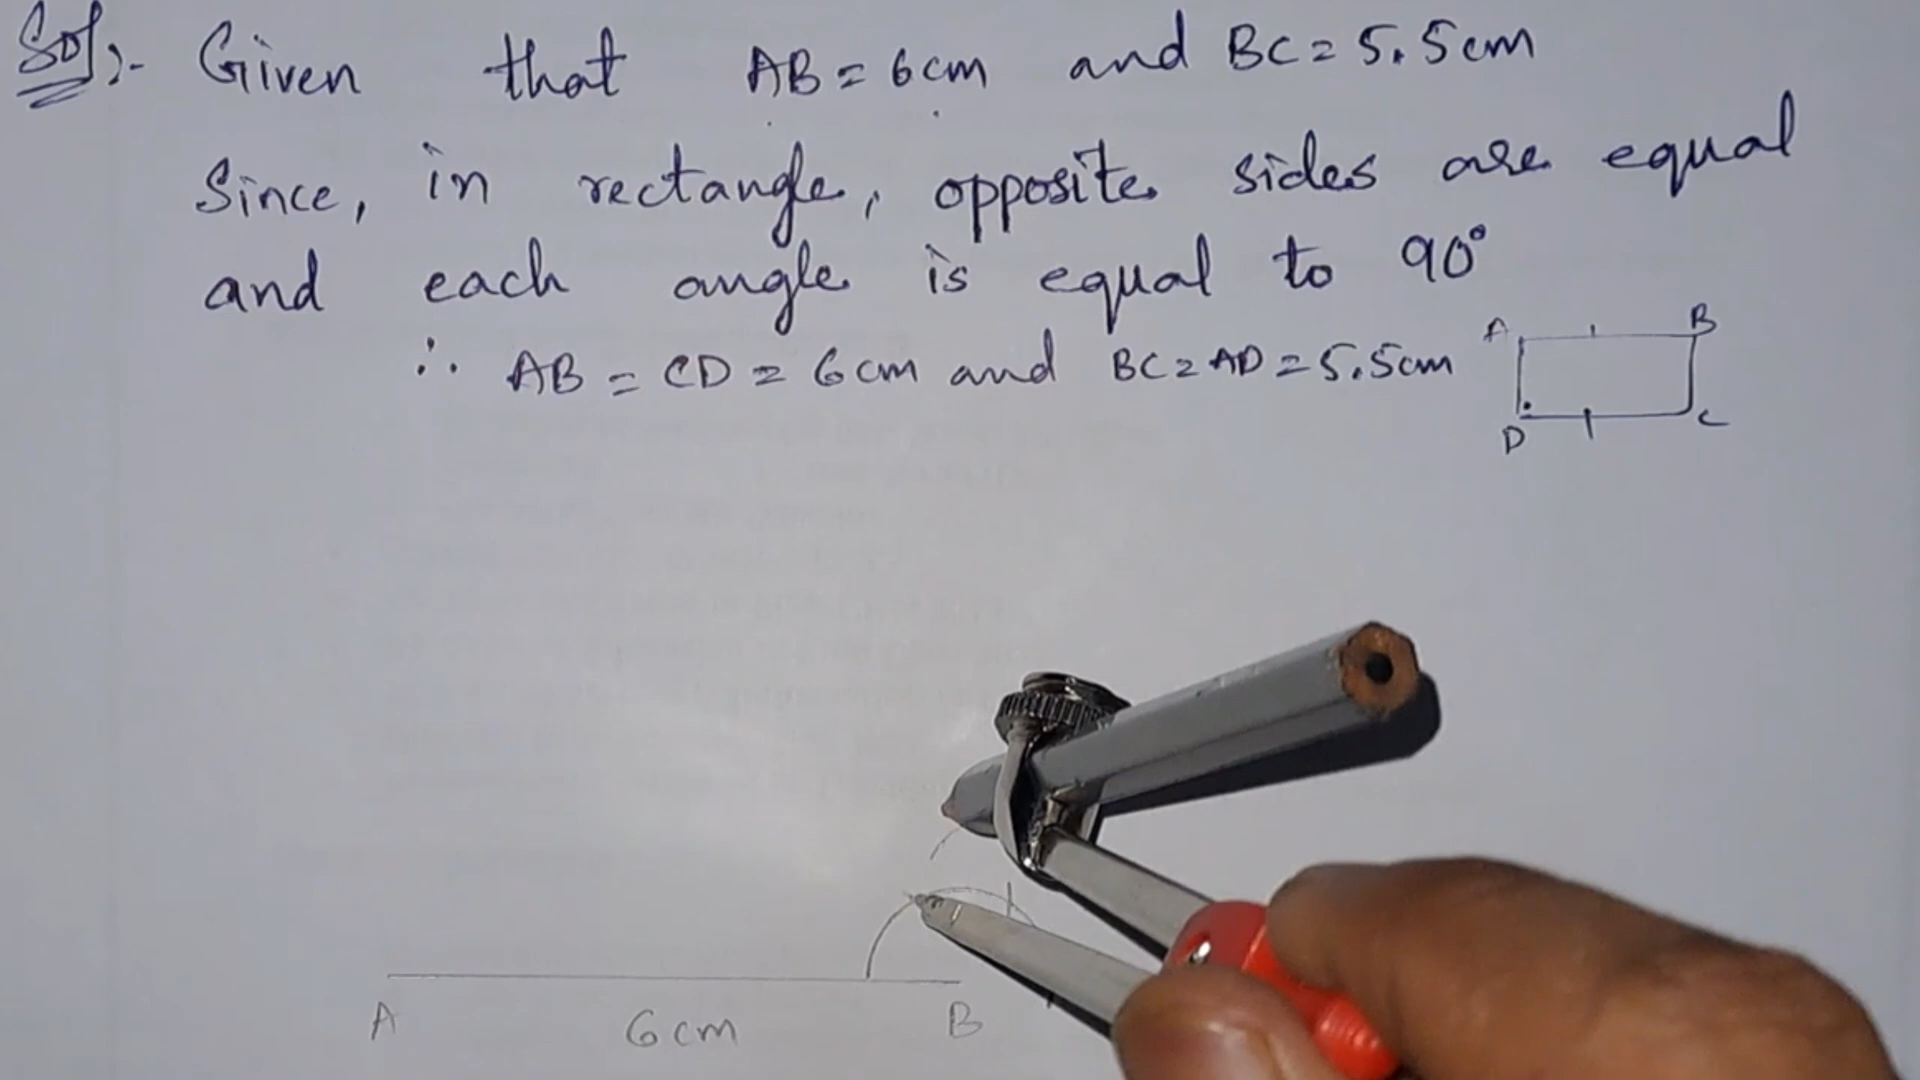 Sol:- Given that AB = 6cm and BC = 5.5cm
Since, in rectangle, opposite sides are equal
and each angle is equal to 90°
∴ AB = CD = 6cm and BC = AD = 5.5cm
A B
D C
A 6cm B